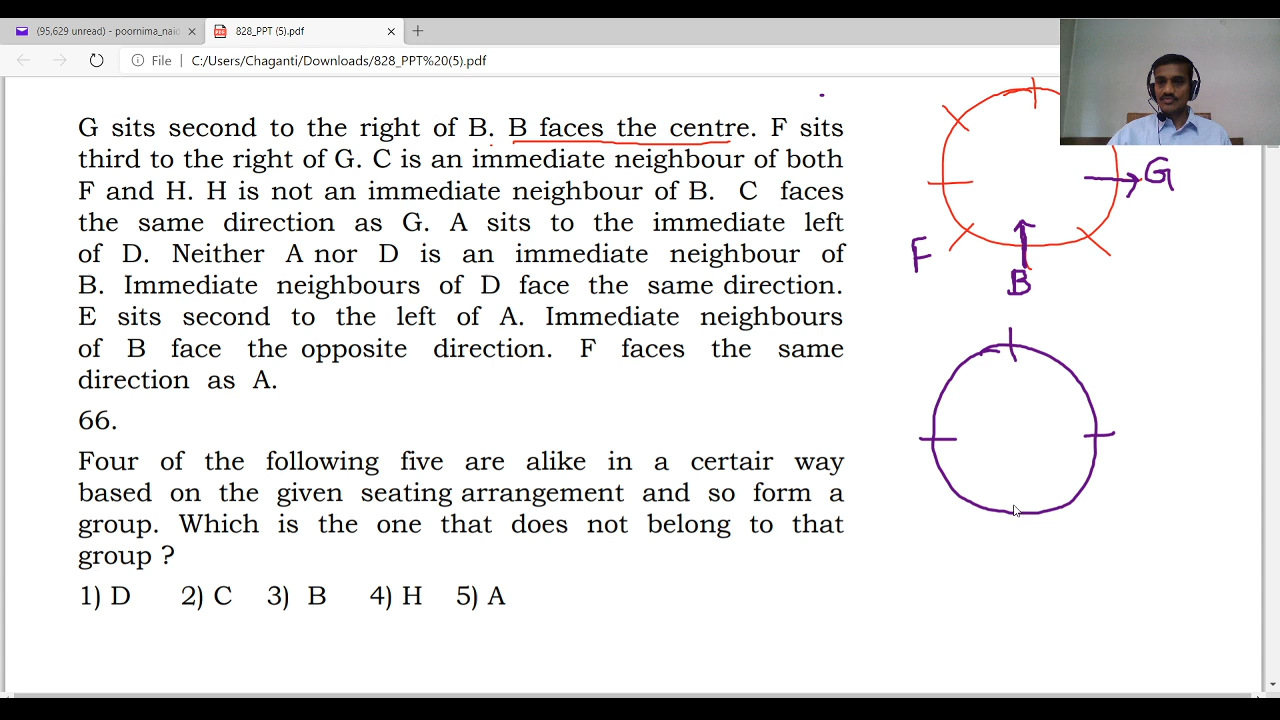 (95,629 unread) - poornima_naid
828_PPT (5).pdf
File | C:/Users/Chaganti/Downloads/828_PPT%20(5).pdf
G sits second to the right of B. B faces the centre. F sits
third to the right of G. C is an immediate neighbour of both
F and H. H is not an immediate neighbour of B. C faces
the same direction as G. A sits to the immediate left
of D. Neither A nor D is an immediate neighbour of
B. Immediate neighbours of D face the same direction.
E sits second to the left of A. Immediate neighbours
of B face the opposite direction. F faces the same
direction as A.
66.
Four of the following five are alike in a certair way
based on the given seating arrangement and so form a
group. Which is the one that does not belong to that
group ?
1) D 2) C 3) B 4) H 5) A
G
F
B